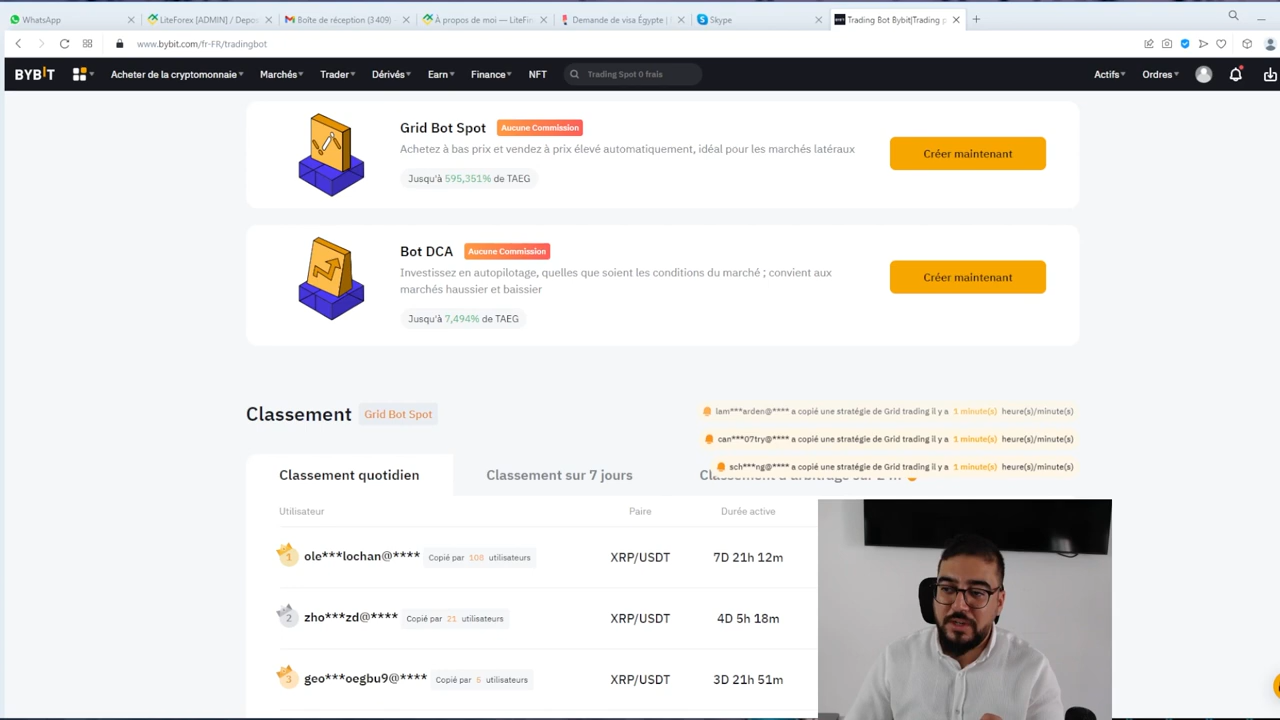 WhatsApp
LiteForex [ADMIN] / Depo
Boîte de réception (3 409)
À propos de moi — LiteFin
Demande de visa Égypte |
Skype
Trading Bot Bybit|Trading p
www.bybit.com/fr-FR/tradingbot
BYBIT
Acheter de la cryptomonnaie
Marchés
Trader
Dérivés
Earn
Finance
NFT
Trading Spot 0 frais
Actifs
Ordres
Grid Bot Spot
Aucune Commission
Achetez à bas prix et vendez à prix élevé automatiquement, idéal pour les marchés latéraux
Jusqu'à 595,351% de TAEG
Créer maintenant
Bot DCA
Aucune Commission
Investissez en autopilotage, quelles que soient les conditions du marché ; convient aux
marchés haussier et baissier
Jusqu'à 7,494% de TAEG
Créer maintenant
Classement
Grid Bot Spot
lam***arden@**** a copié une stratégie de Grid trading il y a 1 minute(s) heure(s)/minute(s)
can***07try@**** a copié une stratégie de Grid trading il y a 1 minute(s) heure(s)/minute(s)
sch***ng@**** a copié une stratégie de Grid trading il y a 1 minute(s) heure(s)/minute(s)
Classement quotidien
Classement sur 7 jours
Classement d'arbitrage sur
Utilisateur
Paire
Durée active
1 ole***lochan@**** Copié par 108 utilisateurs XRP/USDT 7D 21h 12m
2 zho***zd@**** Copié par 21 utilisateurs XRP/USDT 4D 5h 18m
3 geo***oegbu9@**** Copié par 6 utilisateurs XRP/USDT 3D 21h 51m